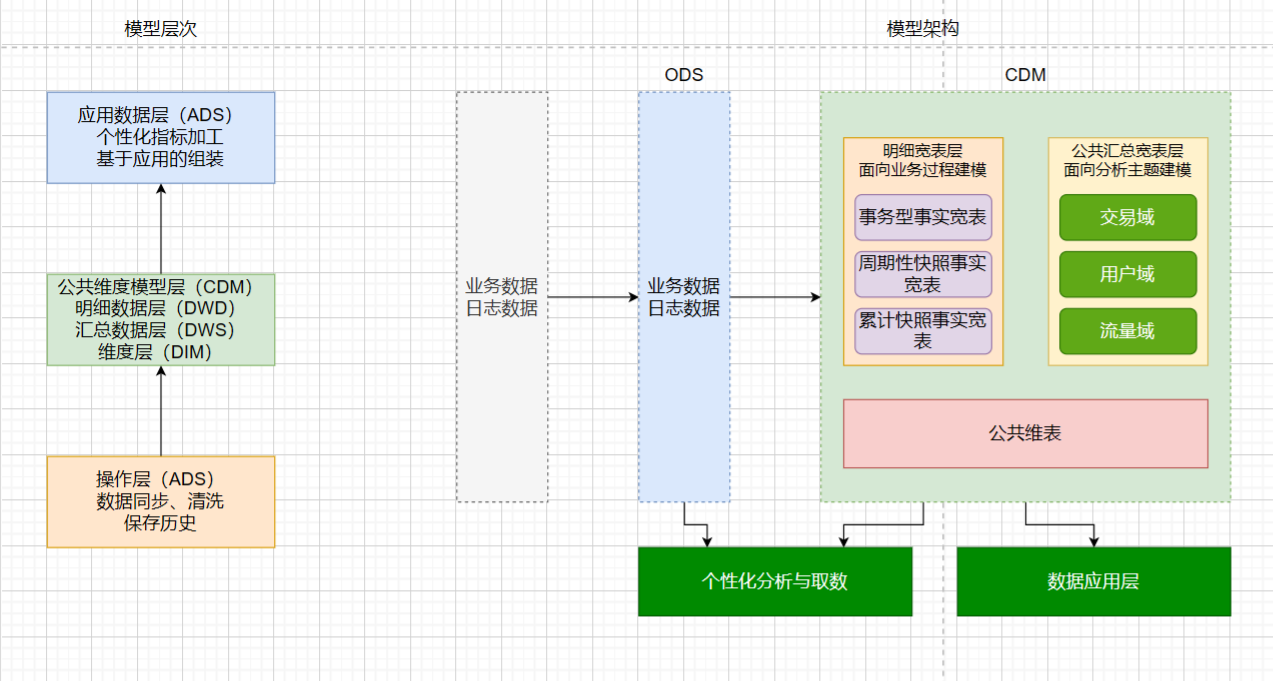 模型层次
模型架构
应用数据层（ADS）
个性化指标加工
基于应用的组装
公共维度模型层（CDM）
明细数据层（DWD）
汇总数据层（DWS）
维度层（DIM）
操作层（ADS）
数据同步、清洗
保存历史
业务数据
日志数据
ODS
业务数据
日志数据
CDM
明细宽表层
面向业务过程建模
事务型事实宽表
周期性快照事实
宽表
累计快照事实宽
表
公共汇总宽表层
面向分析主题建模
交易域
用户域
流量域
公共维表
个性化分析与取数
数据应用层